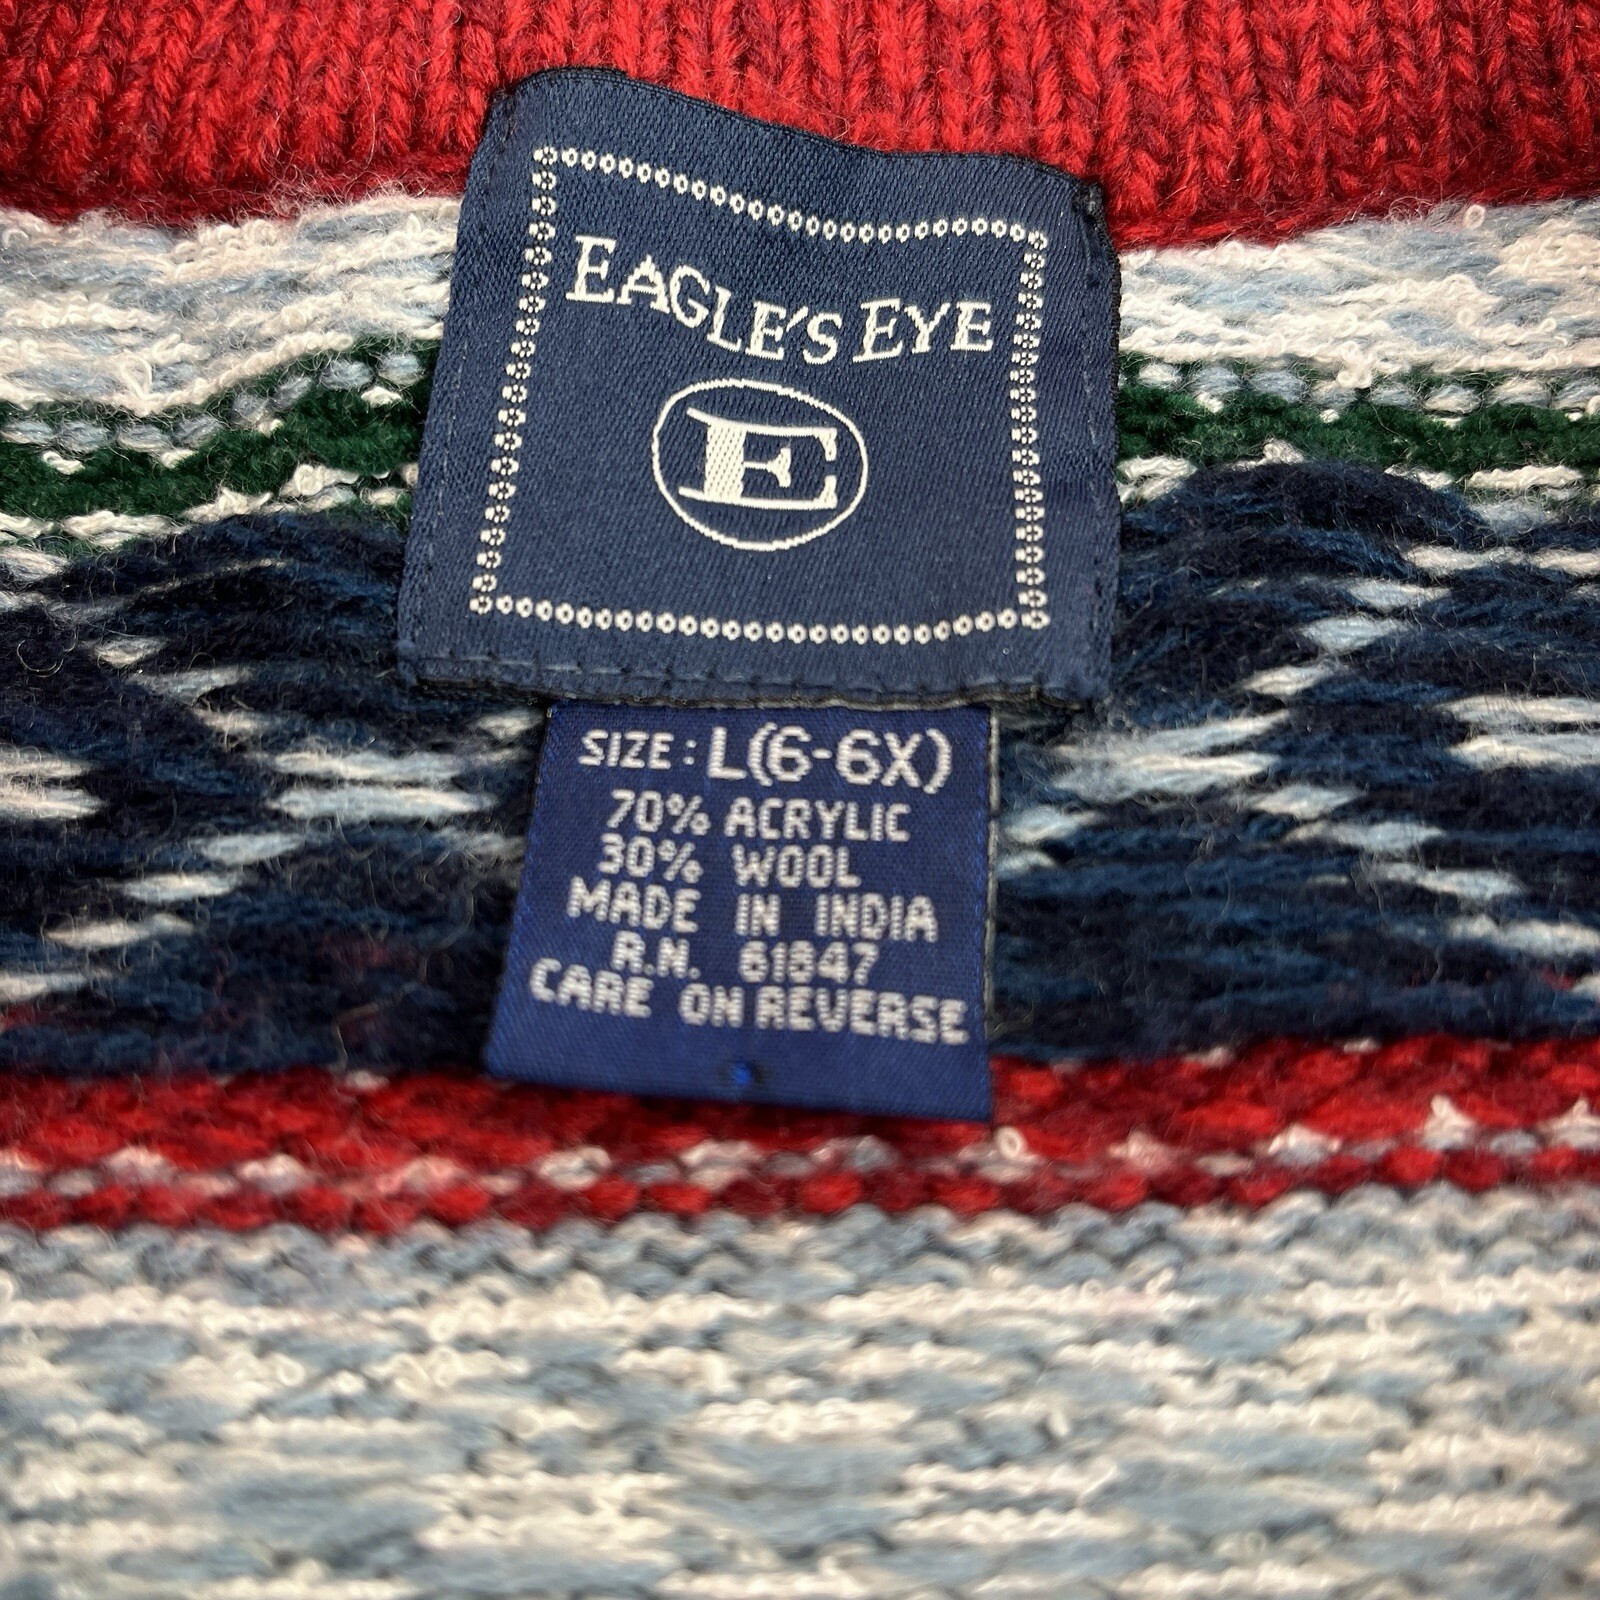 EAGLE'S EYE
E
SIZE: L(6-6X)
70% ACRYLIC
30% WOOL
MADE IN INDIA
R.N. 61847
CARE ON REVERSE